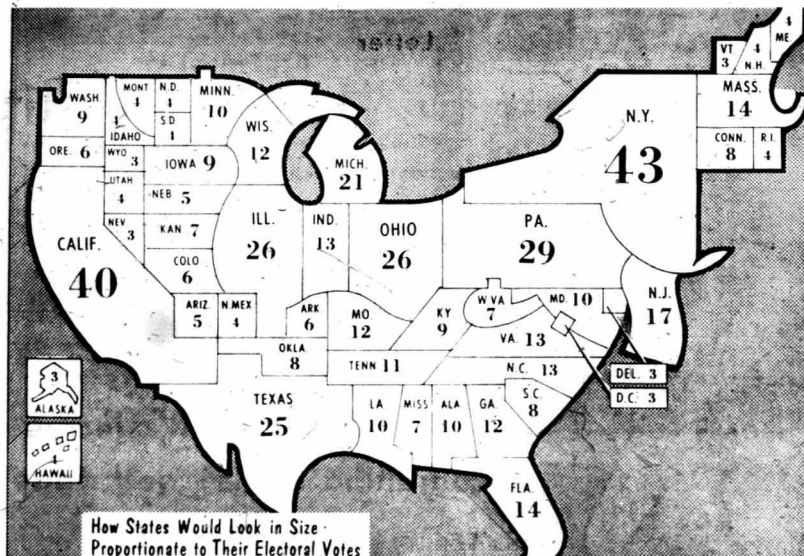 4
ME
VT
3
4
N.H.
MASS.
14
CONN.
8
R.I.
4
N.Y.
43
WASH.
9
MONT
4
N.D.
4
S.D.
4
MINN.
10
4
IDAHO
ORE. 6
WYO
3
IOWA 9
WIS.
12
MICH.
21
UTAH
4
NEB 5
NEV
3
KAN 7
ILL.
26
IND.
13
OHIO
26
PA.
29
CALIF.
40
COLO
6
N.J.
17
ARIZ.
5
N.MEX
4
ARK
6
MO.
12
KY
9
W VA
7
MD. 10
VA. 13
OKLA.
8
TENN 11
N.C. 13
DEL. 3
D.C. 3
S.C.
8
3
ALASKA
TEXAS
25
LA.
10
MISS
7
ALA
10
GA.
12
4
HAWAII
FLA.
14
How States Would Look in Size
Proportionate to Their Electoral Votes